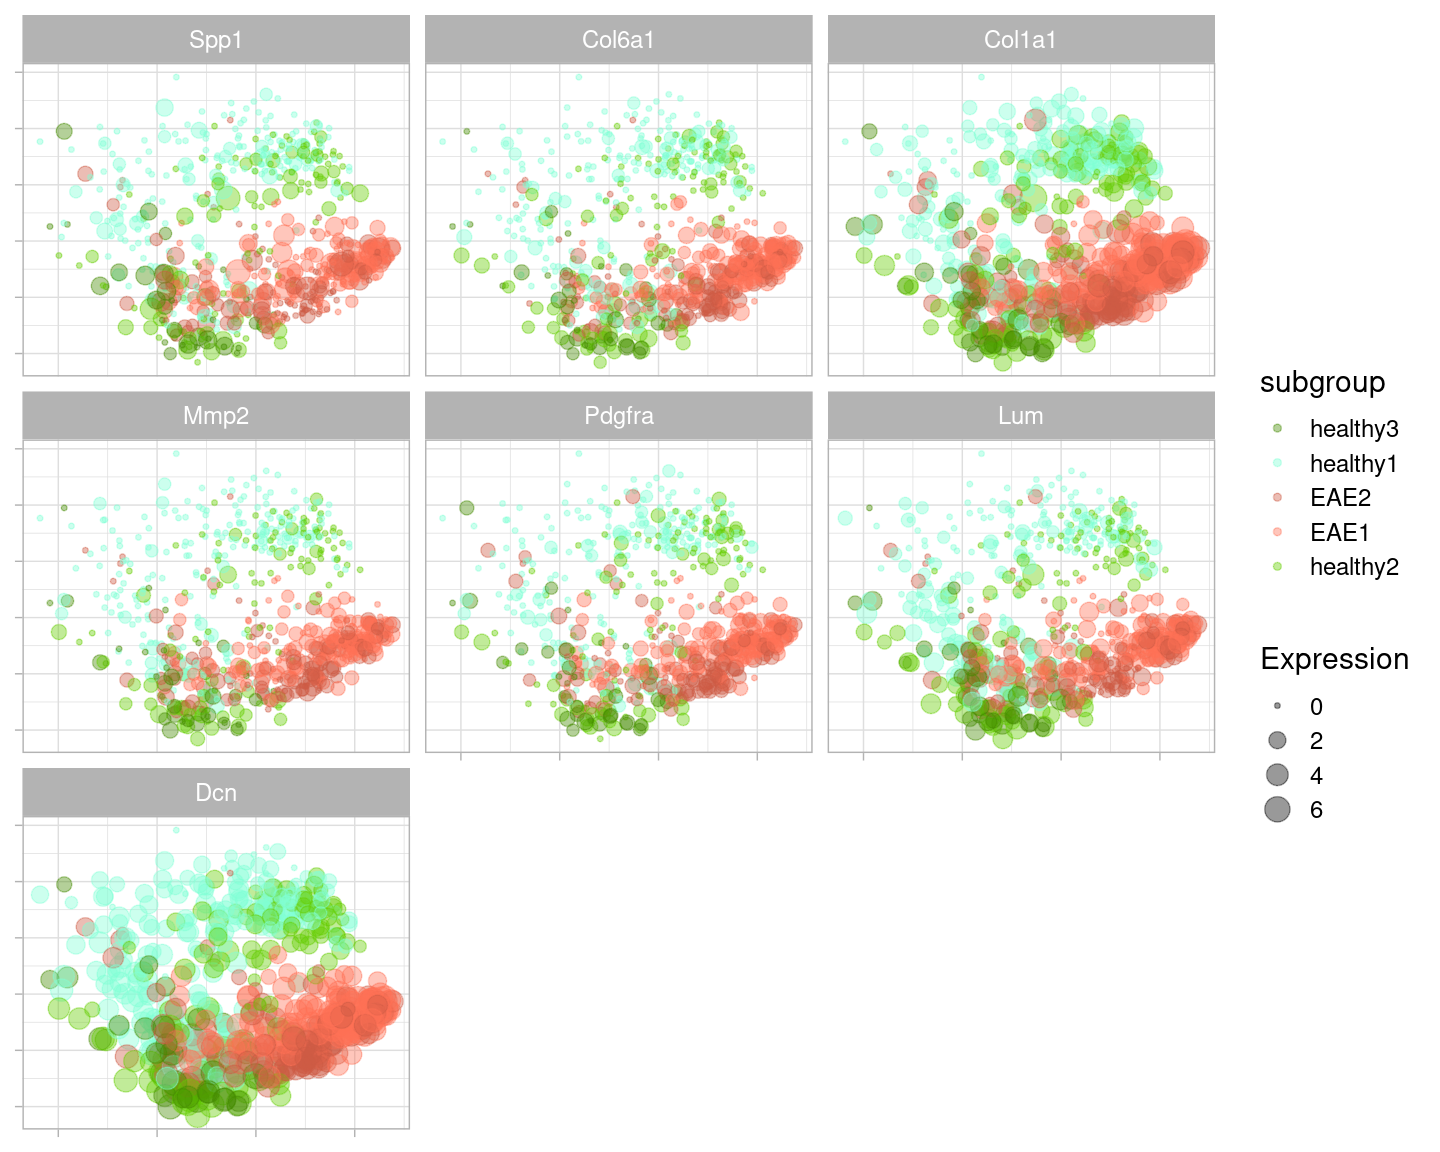 Spp1
Col6a1
Col1a1
Mmp2
Pdgfra
Lum
Dcn
subgroup
healthy3
healthy1
EAE2
EAE1
healthy2
Expression
0
2
4
6